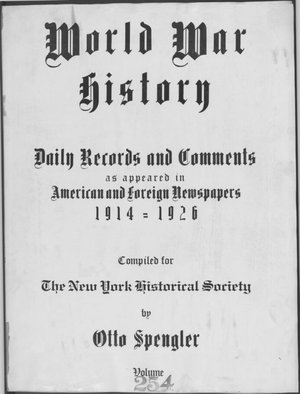 World War
History
Daily Records and Comments
as appeared in
American and Foreign Newspapers
1914 = 1926
Compiled for
The New York Historical Society
by
Otto Spengler
Volume
254